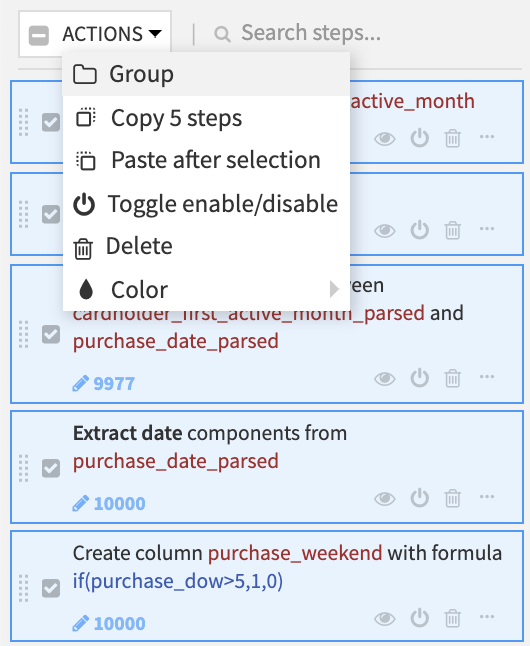 ACTIONS
Search steps...
Group
active_month
Copy 5 steps
Paste after selection
Toggle enable/disable
Delete
een
Color
cardholder_first_active_month_parsed and
purchase_date_parsed
9977
Extract date components from
purchase_date_parsed
10000
Create column purchase_weekend with formula
if(purchase_dow>5,1,0)
10000